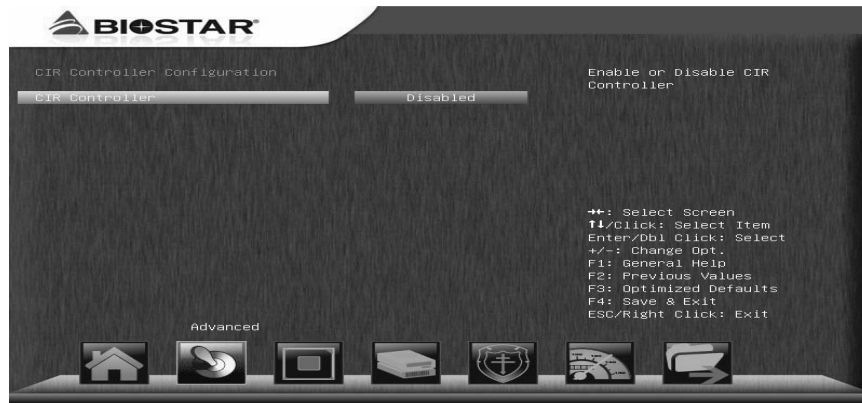 BIOSTAR
CIR Controller Configuration
CIR Controller Disabled
Enable or Disable CIR
Controller
→←: Select Screen
↑↓/Click: Select Item
Enter/Dbl Click: Select
+/-: Change Opt.
F1: General Help
F2: Previous Values
F3: Optimized Defaults
F4: Save & Exit
ESC/Right Click: Exit
Advanced